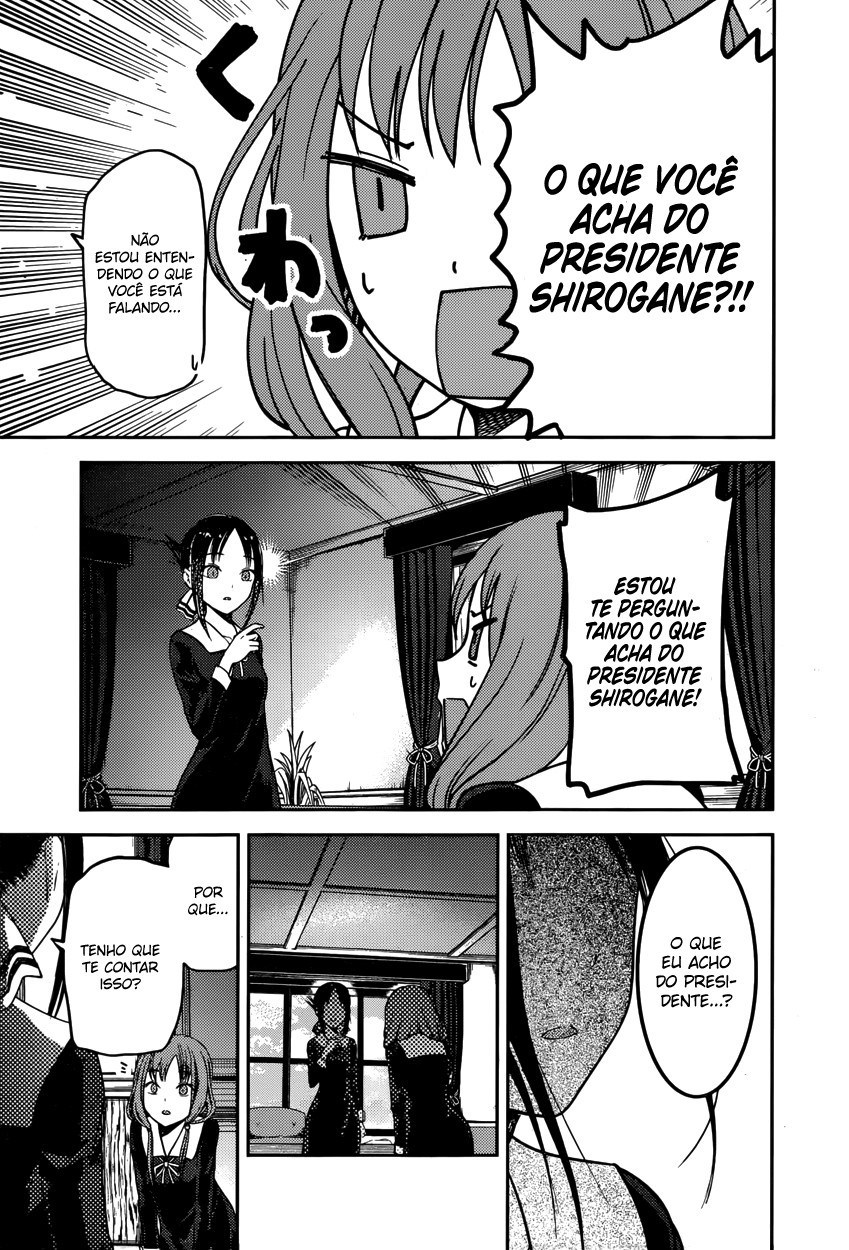 O QUE VOCÊ
ACHA DO
PRESIDENTE
SHIROGANE?!!
くわっ
NÃO
ESTOU ENTEN-
DENDO O QUE
VOCÊ ESTÁ
FALANDO...
ESTOU
TE PERGUN-
TANDO O QUE
ACHA DO
PRESIDENTE
SHIROGANE!
O QUE
EU ACHO
DO PRESI-
DENTE...?
POR
QUE...
TENHO QUE
TE CONTAR
ISSO?